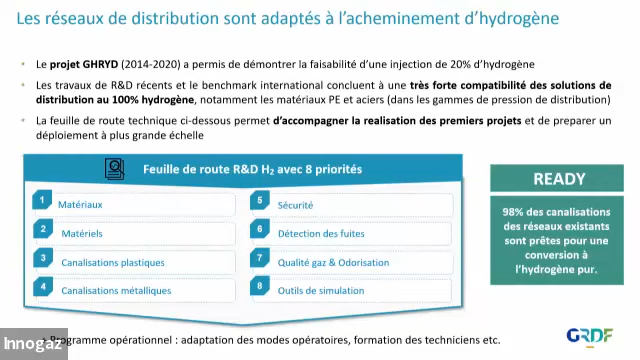 Les réseaux de distribution sont adaptés à l'acheminement d'hydrogène
• Le projet GHRYD (2014-2020) a permis de démontrer la faisabilité d'une injection de 20% d'hydrogène
• Les travaux de R&D récents et le benchmark international concluent à une très forte compatibilité des solutions de
distribution au 100% hydrogène, notamment les matériaux PE et aciers (dans les gammes de pression de distribution)
• La feuille de route technique ci-dessous permet d'accompagner la realisation des premiers projets et de preparer un
déploiement à plus grande échelle
Feuille de route R&D H2 avec 8 priorités
1 Matériaux
2 Matériels
3 Canalisations plastiques
4 Canalisations métalliques
5 Sécurité
6 Détection des fuites
7 Qualité gaz & Odorisation
8 Outils de simulation
READY
98% des canalisations
des réseaux existants
sont prêtes pour une
conversion à
l'hydrogène pur.
Programme opérationnel : adaptation des modes opératoires, formation des techniciens etc.
Innogaz
GRDF